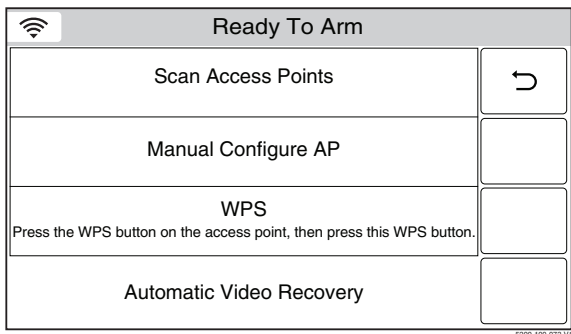 Ready To Arm
Scan Access Points
Manual Configure AP
WPS
Press the WPS button on the access point, then press this WPS button.
Automatic Video Recovery